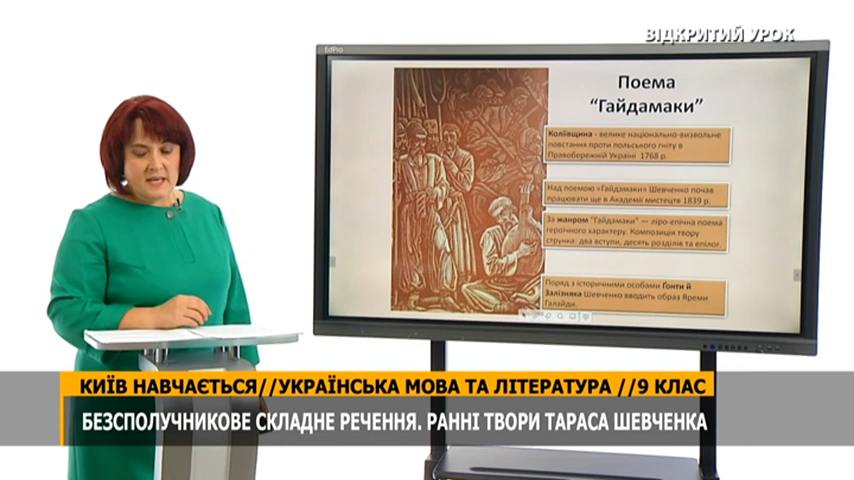 ВІДКРИТИЙ УРОК
EdPro
Поема
“Гайдамаки”
Коліївщина - велике національно-визвольне
повстання проти польського гніту в
Правобережній Україні 1768 р.
Над поемою «Гайдамаки» Шевченко почав
працювати ще в Академії мистецтв 1839 р.
За жанром "Гайдамаки" — ліро-епічна поема
героїчного характеру. Композиція твору
струнка: два вступи, десять розділів та епілог.
Поряд з історичними особами Ґонти й
Залізняка Шевченко вводить образ Яреми
Галайди.
КИЇВ НАВЧАЄТЬСЯ//УКРАЇНСЬКА МОВА ТА ЛІТЕРАТУРА //9 КЛАС
БЕЗСПОЛУЧНИКОВЕ СКЛАДНЕ РЕЧЕННЯ. РАННІ ТВОРИ ТАРАСА ШЕВЧЕНКА